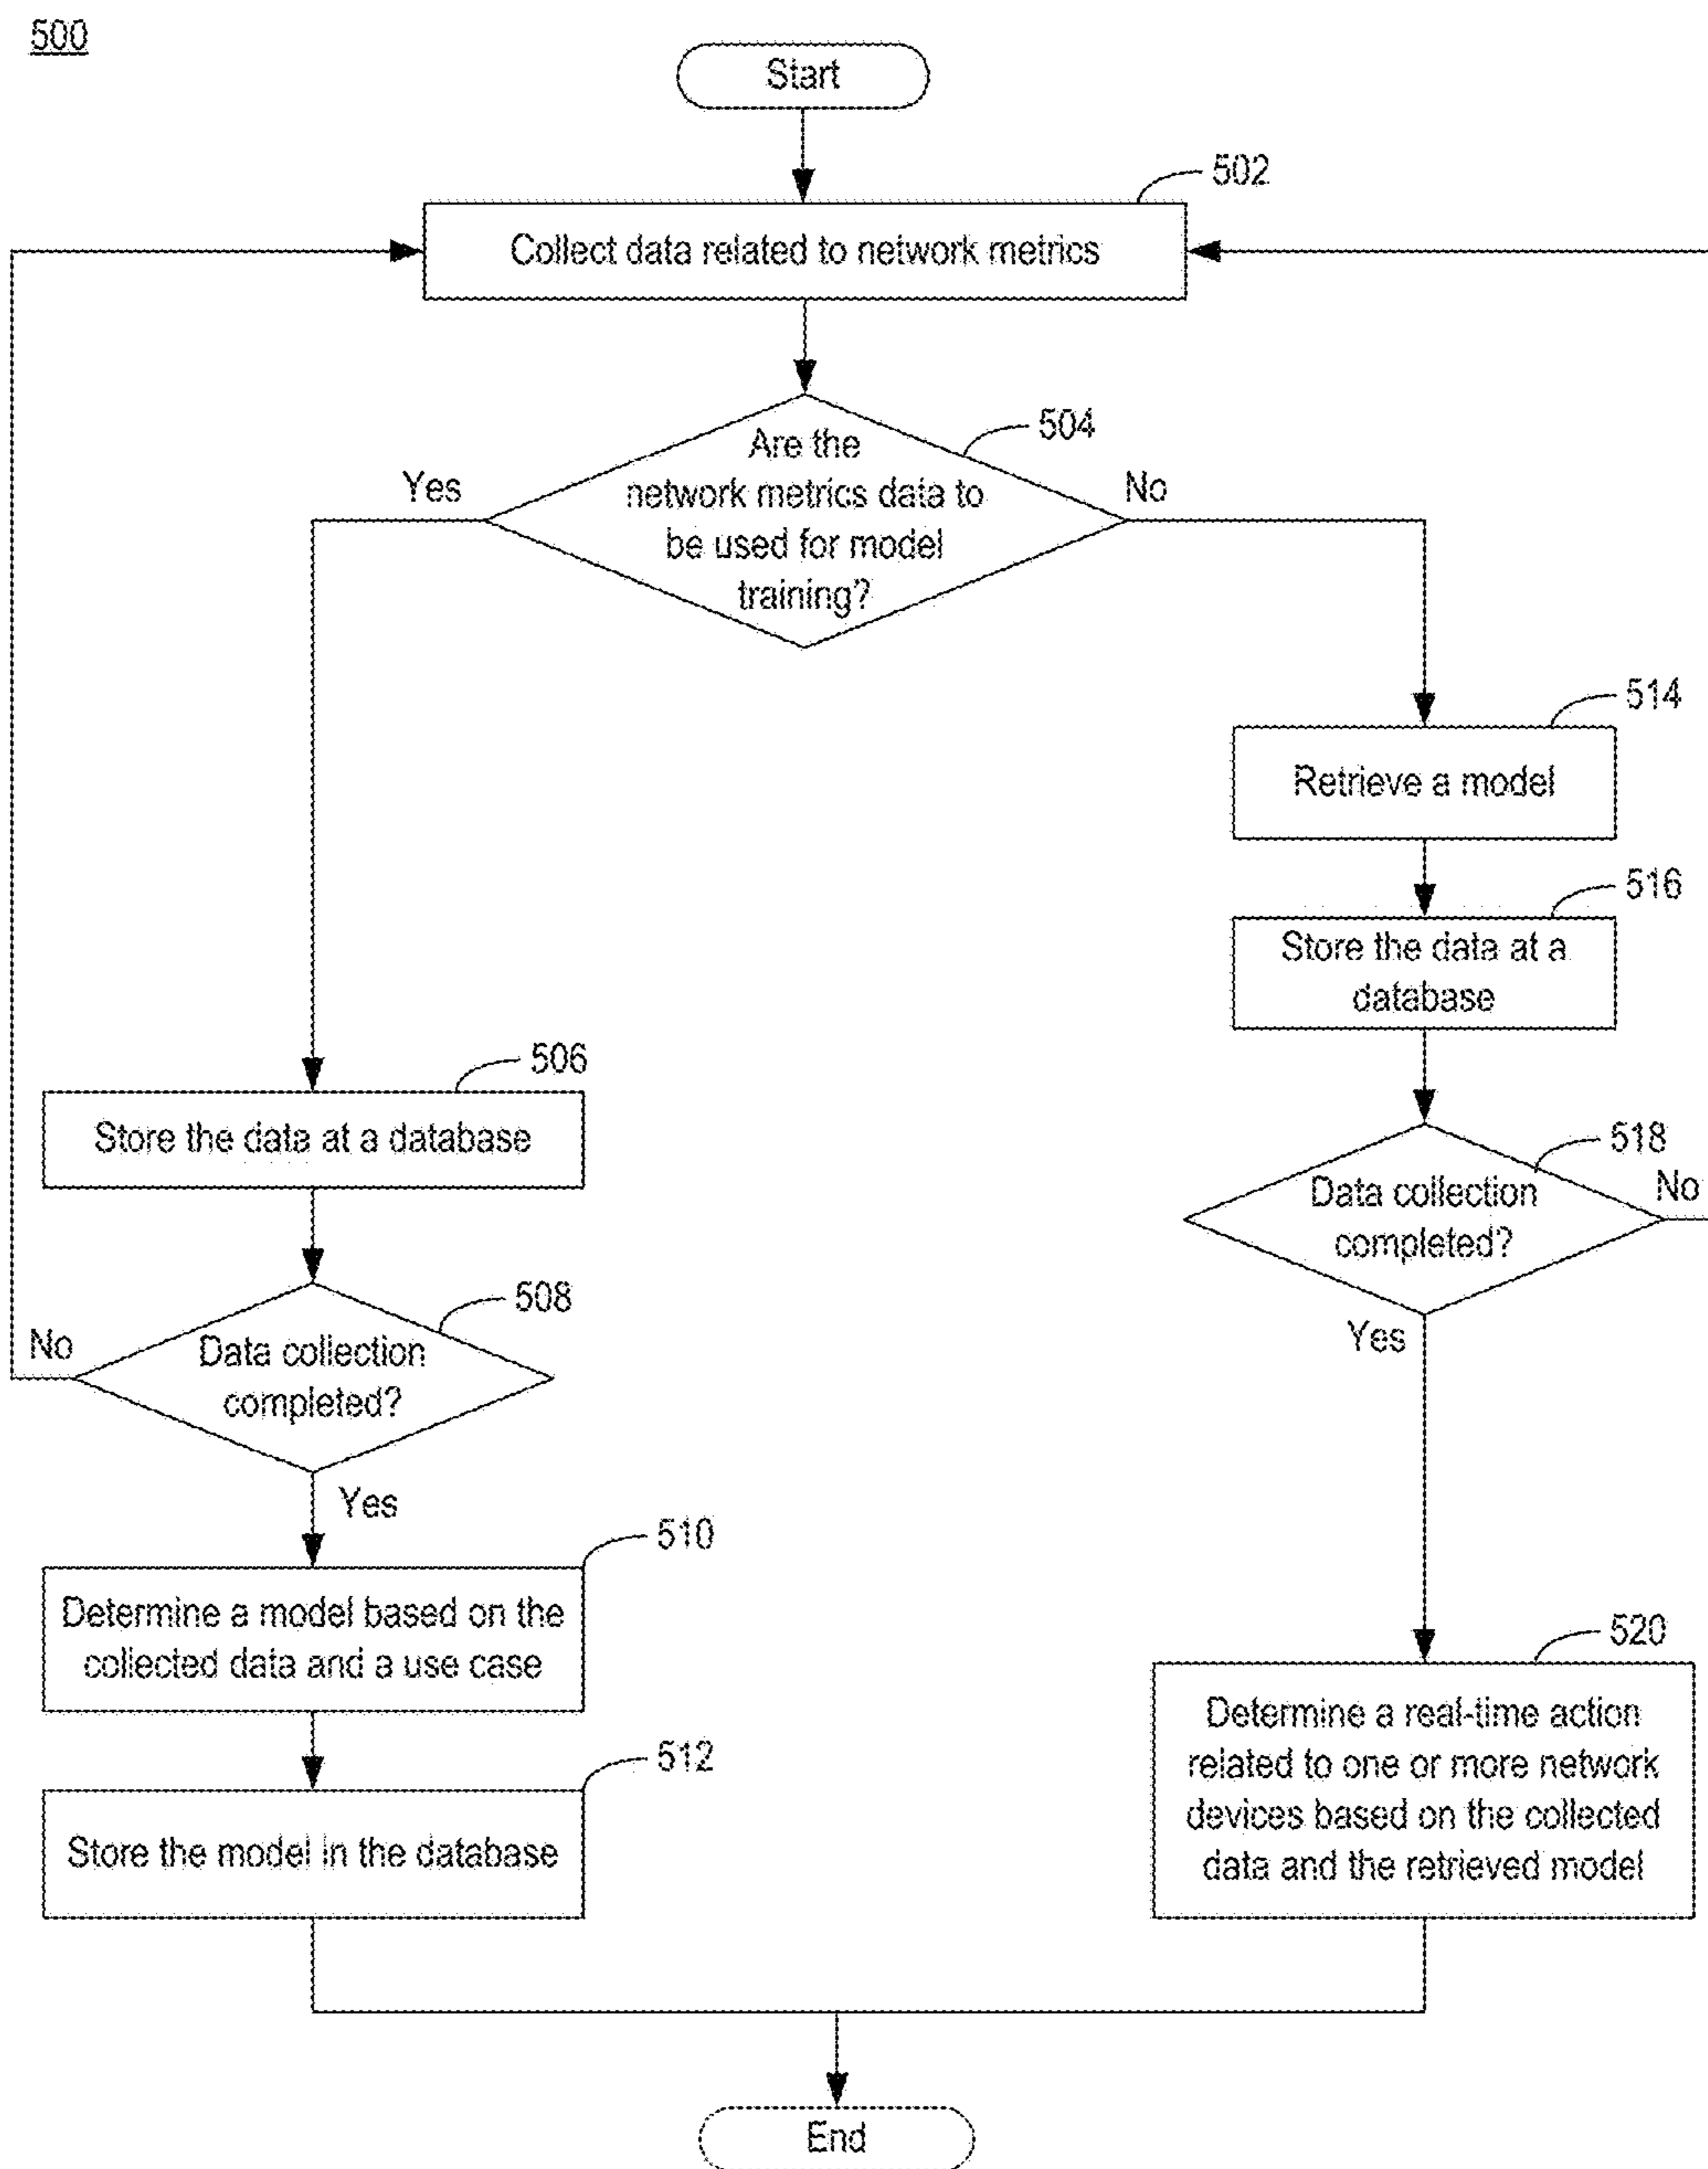 500
Start
502
Collect data related to network metrics
504
Are the
network metrics data to
be used for model
training?
Yes
No
514
Retrieve a model
516
Store the data at a
database
506
Store the data at a database
518
Data collection
completed?
No
Yes
508
Data collection
completed?
No
Yes
510
Determine a model based on the
collected data and a use case
520
Determine a real-time action
related to one or more network
devices based on the collected
data and the retrieved model
512
Store the model in the database
End